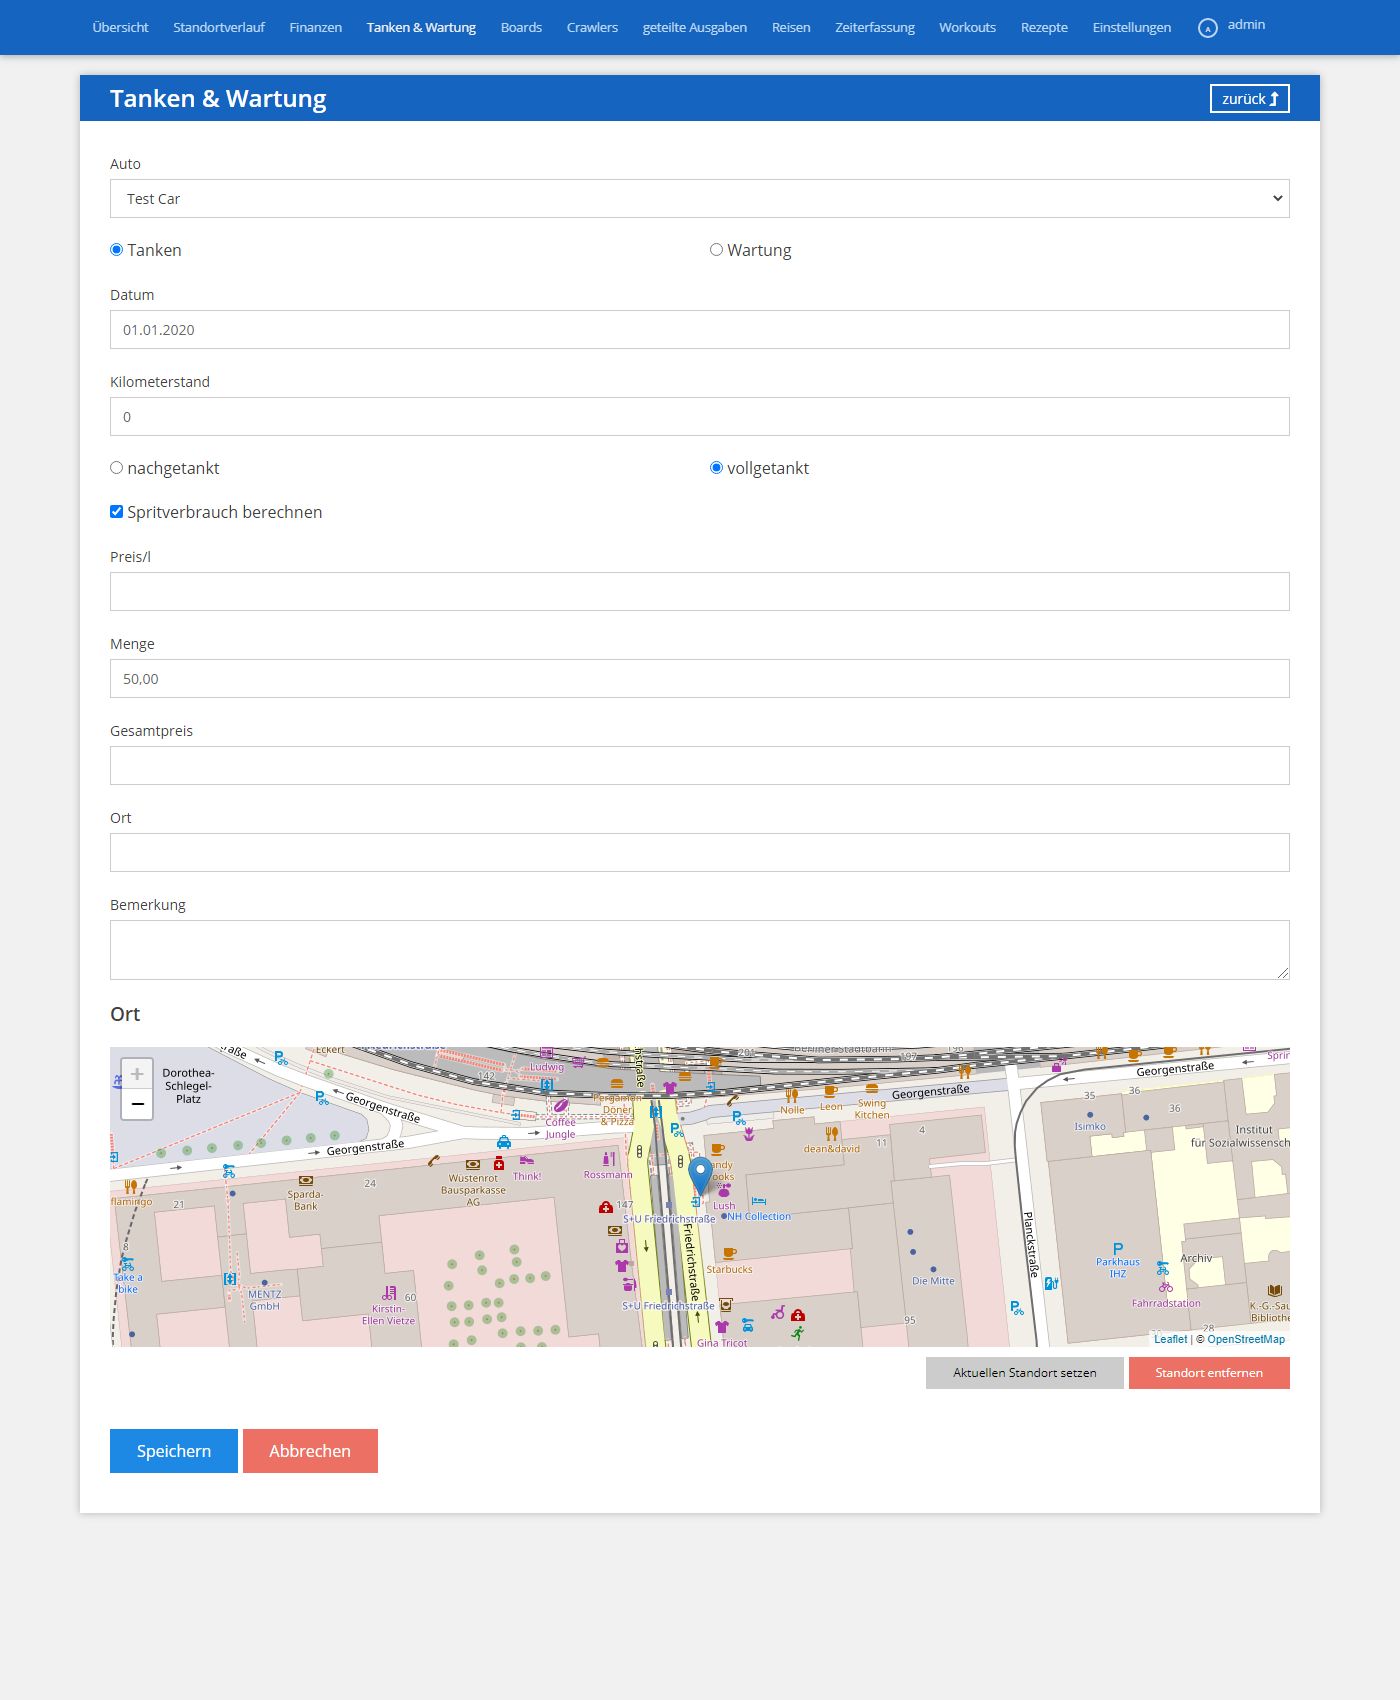 Übersicht Standortverlauf Finanzen Tanken & Wartung Boards Crawlers geteilte Ausgaben Reisen Zeiterfassung Workouts Rezepte Einstellungen A admin
Tanken & Wartung zurück
Auto
Test Car
Tanken Wartung
Datum
01.01.2020
Kilometerstand
0
nachgetankt vollgetankt
Spritverbrauch berechnen
Preis/l
Menge
50,00
Gesamtpreis
Ort
Bemerkung
Ort
+
−
Dorothea-
Schlegel-
Platz
Eckert
142
Ludwig
201
197
Georgenstraße
Georgenstraße
Georgenstraße
Georgenstraße
Pergamon
Döner
& Pizza
Coffee
Jungle
Nolle
Leon
Swing
Kitchen
dean&david
11
4
35
36
36
Isimko
Institut
für Sozialwissensch
flamingo
21
Sparda-
Bank
24
Wüstenrot
Bausparkasse
AG
Think!
Rossmann
147
S+U Friedrichstraße
Lush
NH Collection
Friedrichstraße
Planckstraße
8
Take a
bike
MENTZ
GmbH
60
Kirstin-
Ellen Vietze
Starbucks
Die Mitte
Parkhaus
IHZ
Archiv
Fahrradstation
K.-G.-Sau
Bibliothe
S+U Friedrichstraße
95
28
Gina Tricot
Leaflet | © OpenStreetMap
Aktuellen Standort setzen Standort entfernen
Speichern Abbrechen